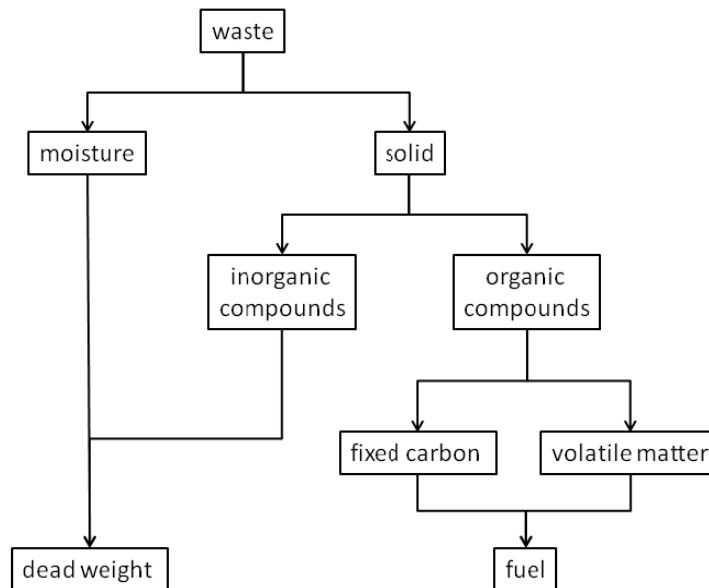 waste
moisture
solid
inorganic
compounds
organic
compounds
fixed carbon
volatile matter
dead weight
fuel